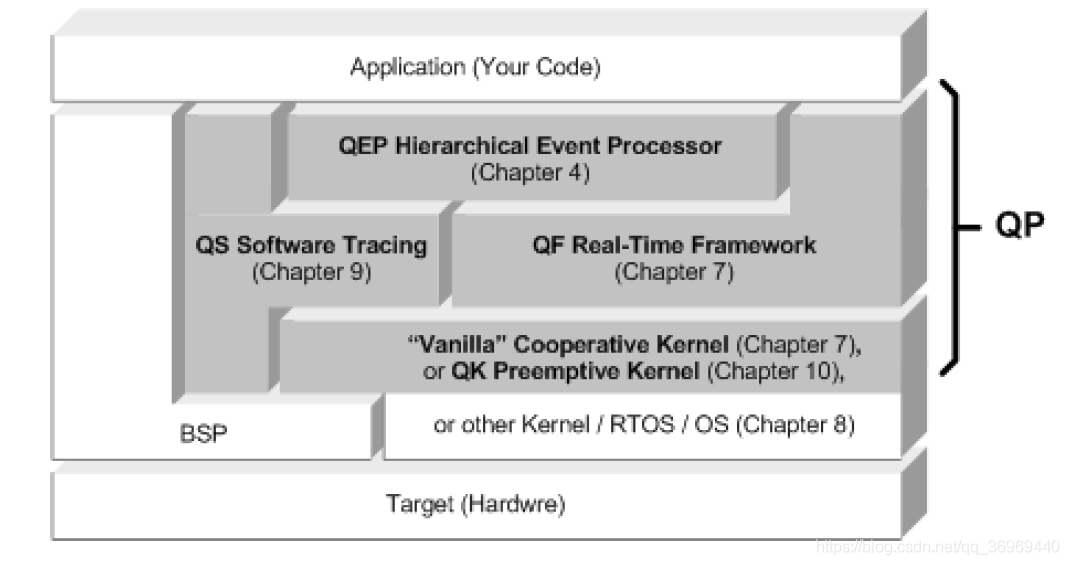 Application (Your Code)
QEP Hierarchical Event Processor
(Chapter 4)
QP
QS Software Tracing
(Chapter 9)
QF Real-Time Framework
(Chapter 7)
“Vanilla” Cooperative Kernel (Chapter 7),
or QK Preemptive Kernel (Chapter 10),
or other Kernel / RTOS / OS (Chapter 8)
BSP
Target (Hardwre)
https://blog.csdn.net/qq_36969440